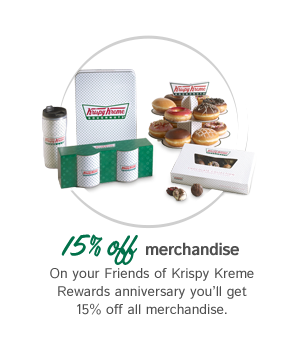 Krispy Kreme
DOUGHNUTS
Krispy Kreme
15% off merchandise
On your Friends of Krispy Kreme
Rewards anniversary you’ll get
15% off all merchandise.